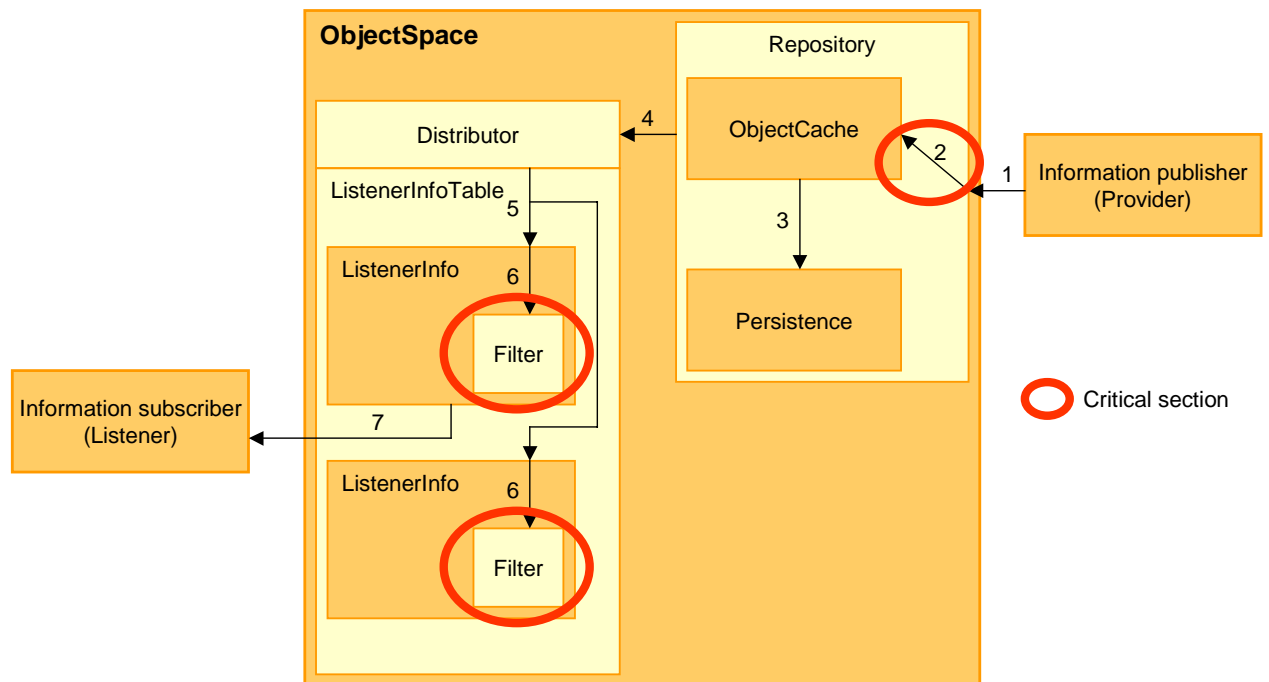 ObjectSpace
Repository
ObjectCache
Distributor
4
2
1
Information publisher
(Provider)
ListenerInfoTable
5
3
ListenerInfo
6
Persistence
Filter
Information subscriber
(Listener)
7
Critical section
ListenerInfo
6
Filter